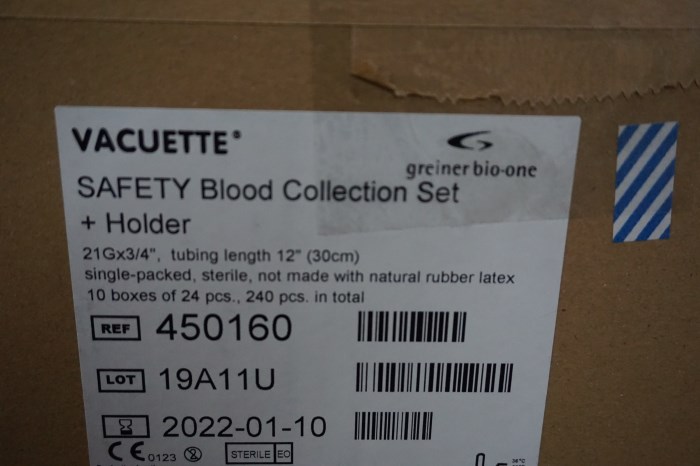 VACUETTE®
greiner bio-one
SAFETY Blood Collection Set
+ Holder
21Gx3/4", tubing length 12" (30cm)
single-packed, sterile, not made with natural rubber latex
10 boxes of 24 pcs., 240 pcs. in total
REF 450160
LOT 19A11U
2022-01-10
CE 0123 STERILE EO